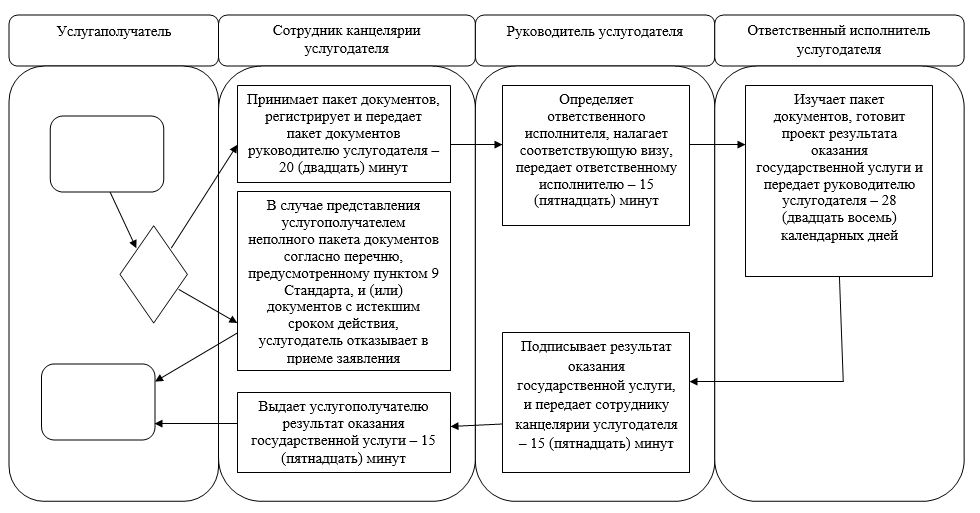 Услугаполучатель
Сотрудник канцелярии
услугодателя
Руководитель услугодателя
Ответственный исполнитель
услугодателя
Принимает пакет документов,
регистрирует и передает
пакет документов
руководителю услугодателя –
20 (двадцать) минут
Определяет
ответственного
исполнителя, налагает
соответствующую визу,
передает ответственному
исполнителю – 15
(пятнадцать) минут
Изучает пакет
документов, готовит
проект результата
оказания
государственной услуги и
передает руководителю
услугодателя – 28
(двадцать восемь)
календарных дней
В случае представления
услугополучателем
неполного пакета документов
согласно перечню,
предусмотренному пунктом 9
Стандарта, и (или)
документов с истекшим
сроком действия,
услугодатель отказывает в
приеме заявления
Подписывает результат
оказания
государственной услуги,
и передает сотруднику
канцелярии услугодателя
– 15 (пятнадцать) минут
Выдает услугополучателю
результат оказания
государственной услуги – 15
(пятнадцать) минут